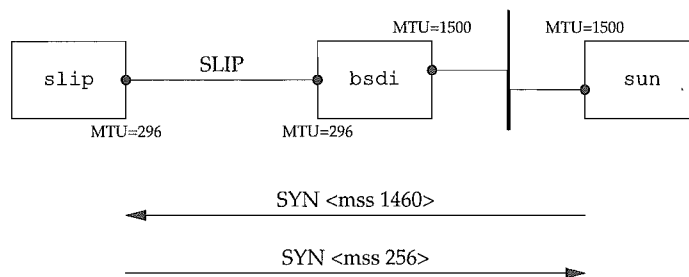 MTU=1500
MTU=1500
slip
SLIP
bsdi
sun
MTU=296
MTU=296
SYN <mss 1460>
SYN <mss 256>